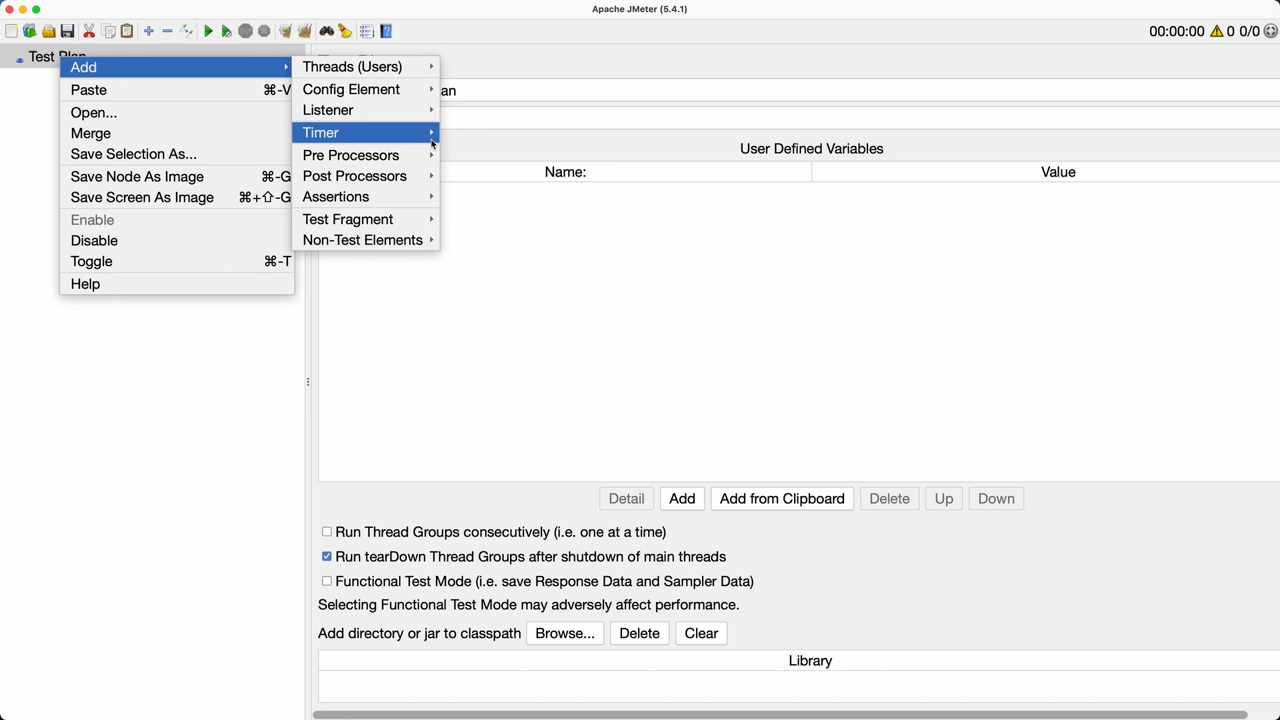 Apache JMeter (5.4.1)
00:00:00 0 0/0
Test Plan
Add
Paste ⌘-V
Open...
Merge
Save Selection As...
Save Node As Image ⌘-G
Save Screen As Image ⌘+⇧-G
Enable
Disable
Toggle ⌘-T
Help
Threads (Users)
Config Element
Listener
Timer
Pre Processors
Post Processors
Assertions
Test Fragment
Non-Test Elements
an
User Defined Variables
Name: Value
Detail Add Add from Clipboard Delete Up Down
Run Thread Groups consecutively (i.e. one at a time)
Run tearDown Thread Groups after shutdown of main threads
Functional Test Mode (i.e. save Response Data and Sampler Data)
Selecting Functional Test Mode may adversely affect performance.
Add directory or jar to classpath Browse... Delete Clear
Library